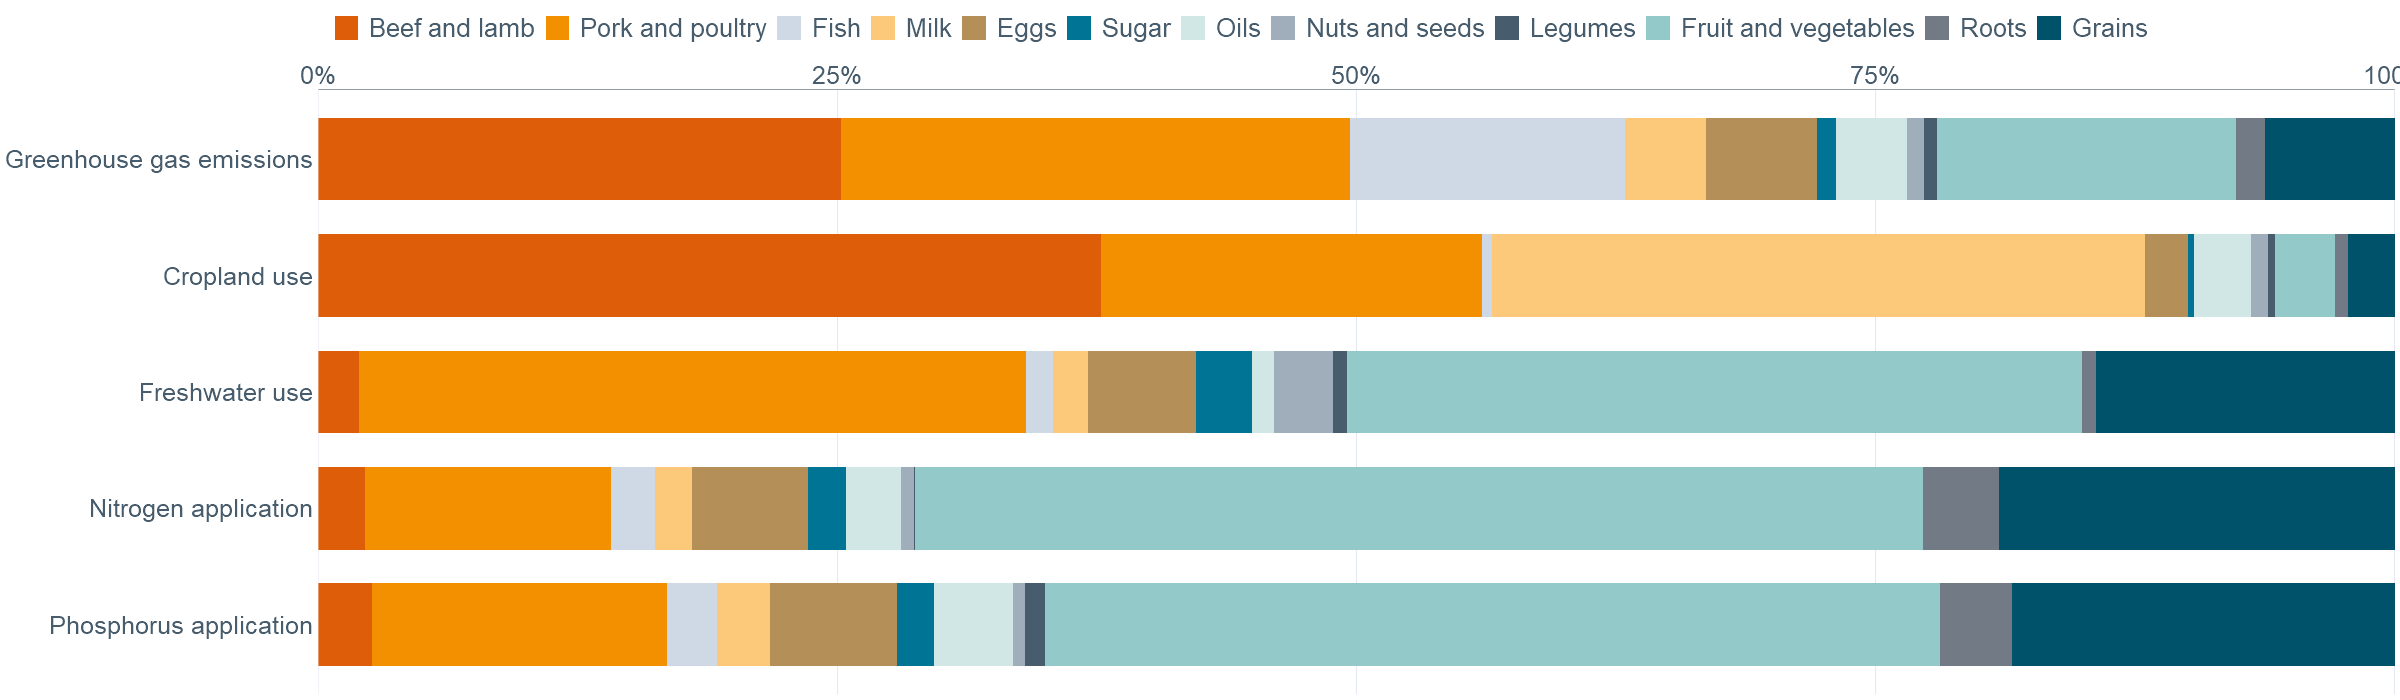 Beef and lamb Pork and poultry Fish Milk Eggs Sugar Oils Nuts and seeds Legumes Fruit and vegetables Roots Grains
0% 25% 50% 75% 100
Greenhouse gas emissions
Cropland use
Freshwater use
Nitrogen application
Phosphorus application